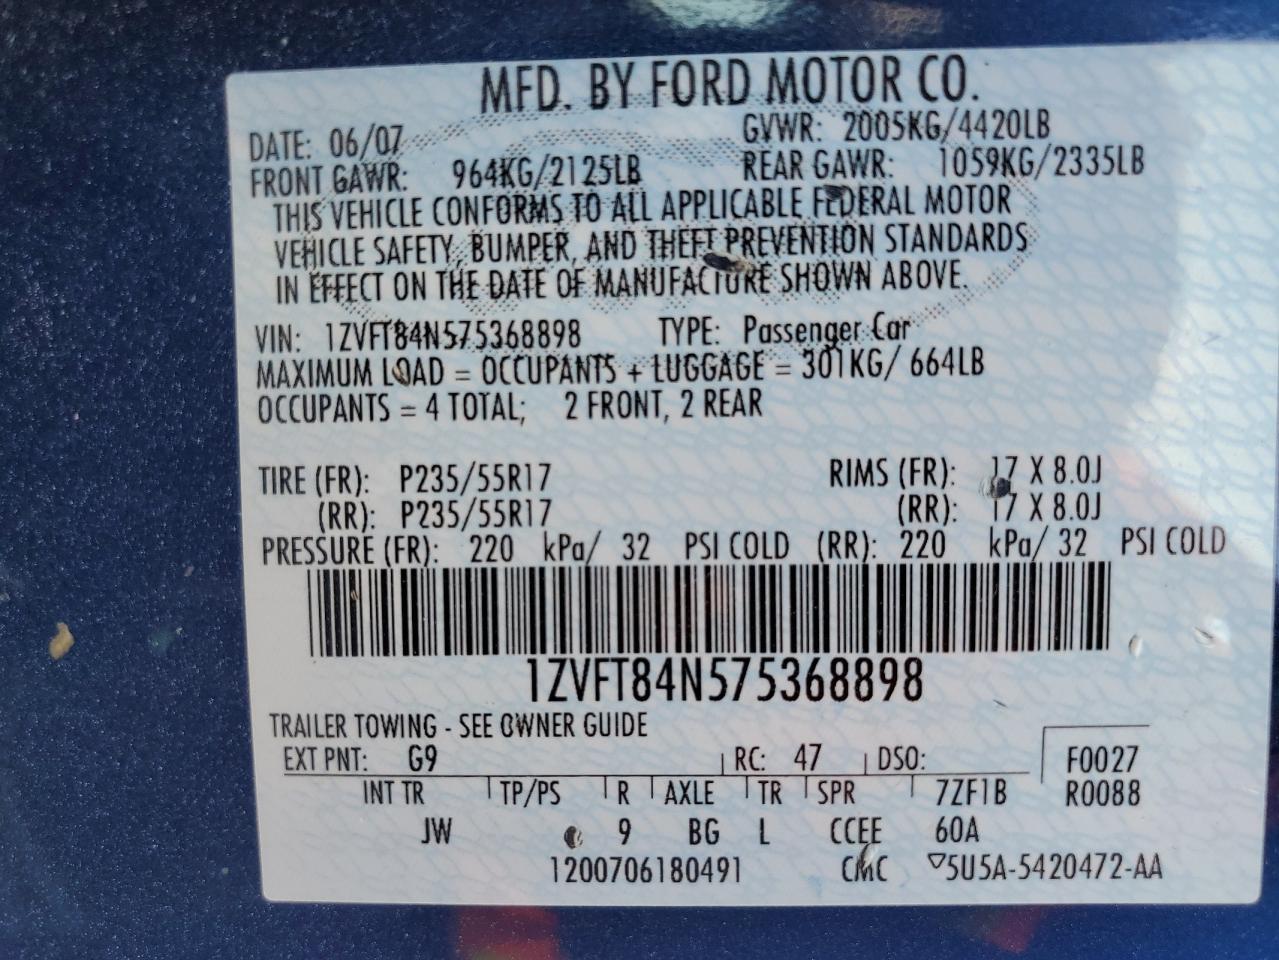 MFD. BY FORD MOTOR CO.
DATE: 06/07 GVWR: 2005KG/4420LB
FRONT GAWR: 964KG/2125LB REAR GAWR: 1059KG/2335LB
THIS VEHICLE CONFORMS TO ALL APPLICABLE FEDERAL MOTOR
VEHICLE SAFETY, BUMPER, AND THEFT PREVENTION STANDARDS
IN EFFECT ON THE DATE OF MANUFACTURE SHOWN ABOVE.
VIN: 1ZVFT84N575368898 TYPE: Passenger Car
MAXIMUM LOAD = OCCUPANTS + LUGGAGE = 301KG/ 664LB
OCCUPANTS = 4 TOTAL; 2 FRONT, 2 REAR
TIRE (FR): P235/55R17 RIMS (FR): 17 X 8.0J
(RR): P235/55R17 (RR): 17 X 8.0J
PRESSURE (FR): 220 kPa/ 32 PSI COLD (RR): 220 kPa/ 32 PSI COLD
1ZVFT84N575368898
TRAILER TOWING - SEE OWNER GUIDE
EXT PNT: G9 RC: 47 DSO: F0027
INT TR TP/PS R AXLE TR SPR 7ZF1B R0088
JW 9 BG L CCEE 60A
1200706180491 CMC ▽5U5A-5420472-AA